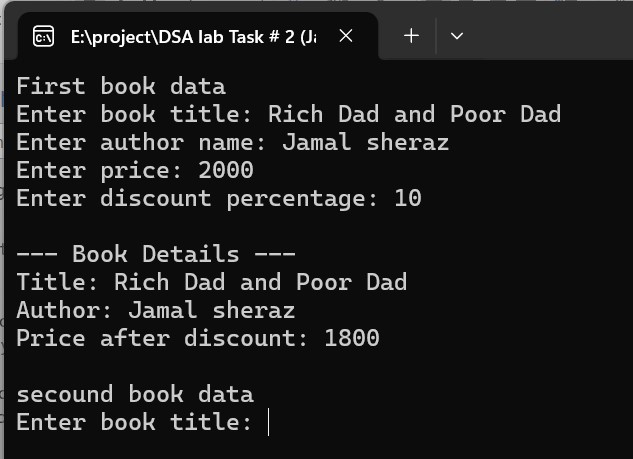 E:\project\DSA lab Task # 2 (Ja
First book data
Enter book title: Rich Dad and Poor Dad
Enter author name: Jamal sheraz
Enter price: 2000
Enter discount percentage: 10
--- Book Details ---
Title: Rich Dad and Poor Dad
Author: Jamal sheraz
Price after discount: 1800
secound book data
Enter book title: